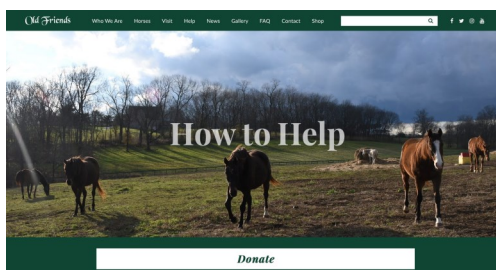 Old Friends
Who We Are Horses Visit Help News Gallery FAQ Contact Shop
How to Help
Donate